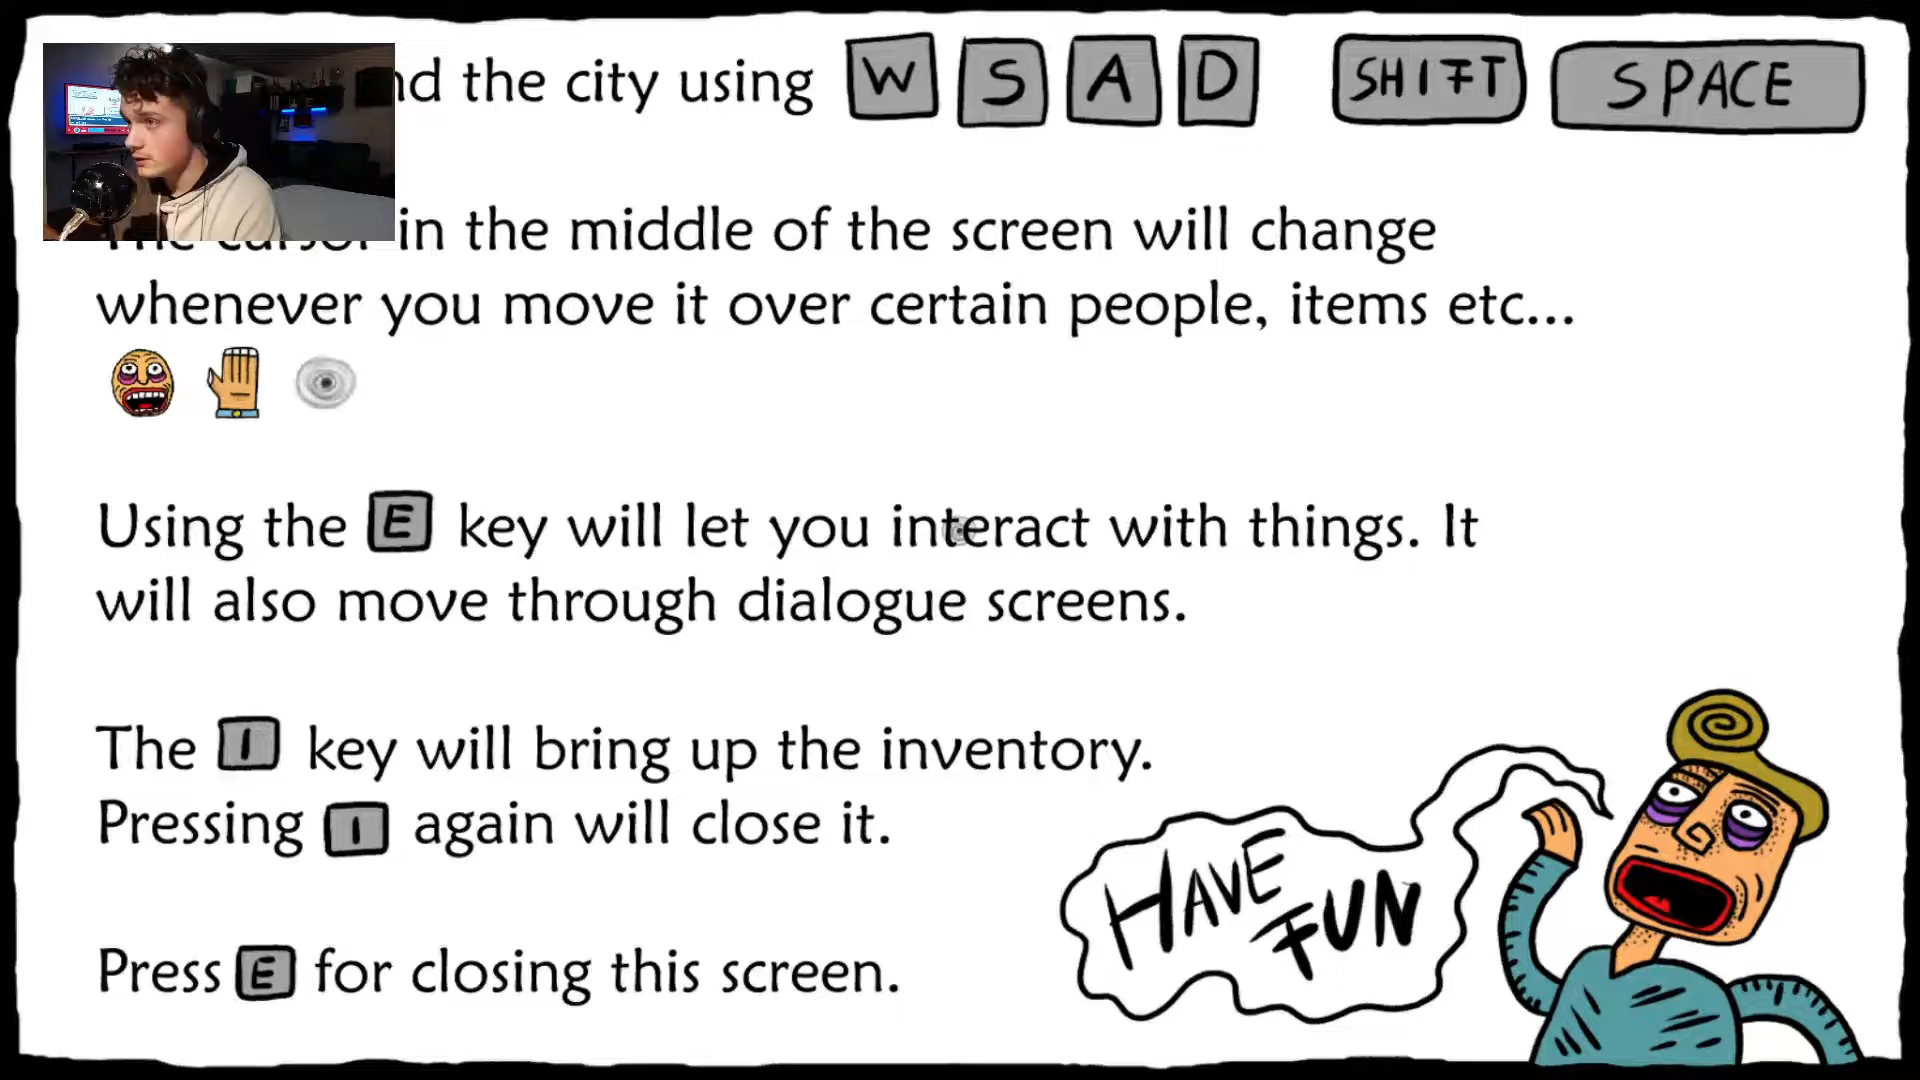 nd the city using W S A D SHIFT SPACE
The cursor in the middle of the screen will change
whenever you move it over certain people, items etc...
Using the E key will let you interact with things. It
will also move through dialogue screens.
The I key will bring up the inventory.
Pressing I again will close it.
HAVE
FUN
Press E for closing this screen.